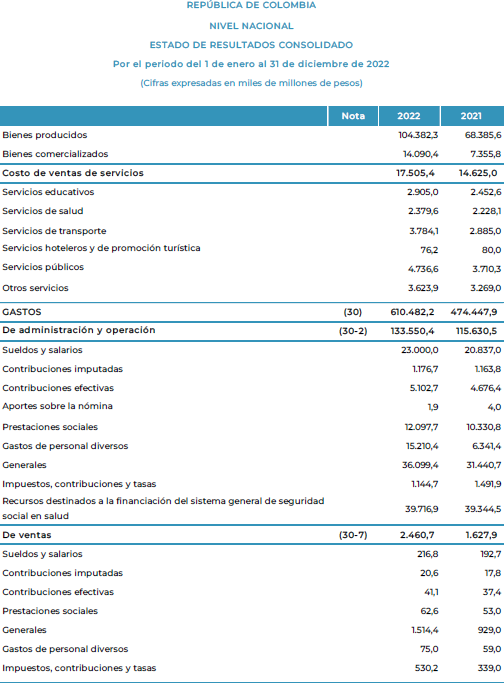 REPÚBLICA DE COLOMBIA
NIVEL NACIONAL
ESTADO DE RESULTADOS CONSOLIDADO
Por el periodo del 1 de enero al 31 de diciembre de 2022
(Cifras expresadas en miles de millones de pesos)
Nota 2022 2021
Bienes producidos 104.382,3 68.385,6
Bienes comercializados 14.090,4 7.355,8
Costo de ventas de servicios 17.505,4 14.625,0
Servicios educativos 2.905,0 2.452,6
Servicios de salud 2.379,6 2.228,1
Servicios de transporte 3.784,1 2.885,0
Servicios hoteleros y de promoción turística 76,2 80,0
Servicios públicos 4.736,6 3.710,3
Otros servicios 3.623,9 3.269,0
GASTOS (30) 610.482,2 474.447,9
De administración y operación (30-2) 133.550,4 115.630,5
Sueldos y salarios 23.000,0 20.837,0
Contribuciones imputadas 1.176,7 1.163,8
Contribuciones efectivas 5.102,7 4.676,4
Aportes sobre la nómina 1,9 4,0
Prestaciones sociales 12.097,7 10.330,8
Gastos de personal diversos 15.210,4 6.341,4
Generales 36.099,4 31.440,7
Impuestos, contribuciones y tasas 1.144,7 1.491,9
Recursos destinados a la financiación del sistema general de seguridad
social en salud 39.716,9 39.344,5
De ventas (30-7) 2.460,7 1.627,9
Sueldos y salarios 216,8 192,7
Contribuciones imputadas 20,6 17,8
Contribuciones efectivas 41,1 37,4
Prestaciones sociales 62,6 53,0
Generales 1.514,4 929,0
Gastos de personal diversos 75,0 59,0
Impuestos, contribuciones y tasas 530,2 339,0